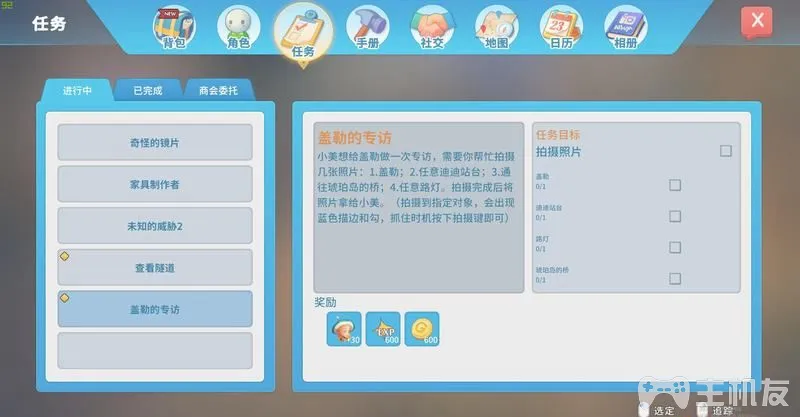 52
任务
NEW
背包
角色
任务
手册
社交
地图
23
日历
相册
X
进行中
已完成
商会委托
奇怪的镜片
家具制作者
未知的威胁2
查看隧道
盖勒的专访
盖勒的专访
小美想给盖勒做一次专访，需要你帮忙拍摄
几张照片：1.盖勒；2.任意迪迪站台；3.通
往琥珀岛的桥；4.任意路灯。拍摄完成后将
照片拿给小美。（拍摄到指定对象，会出现
蓝色描边和勾，抓住时机按下拍摄键即可）
任务目标
拍摄照片
盖勒
0/1
迪迪站台
0/1
路灯
0/1
琥珀岛的桥
0/1
奖励
+30
EXP
600
G
600
选定
追踪
主机友